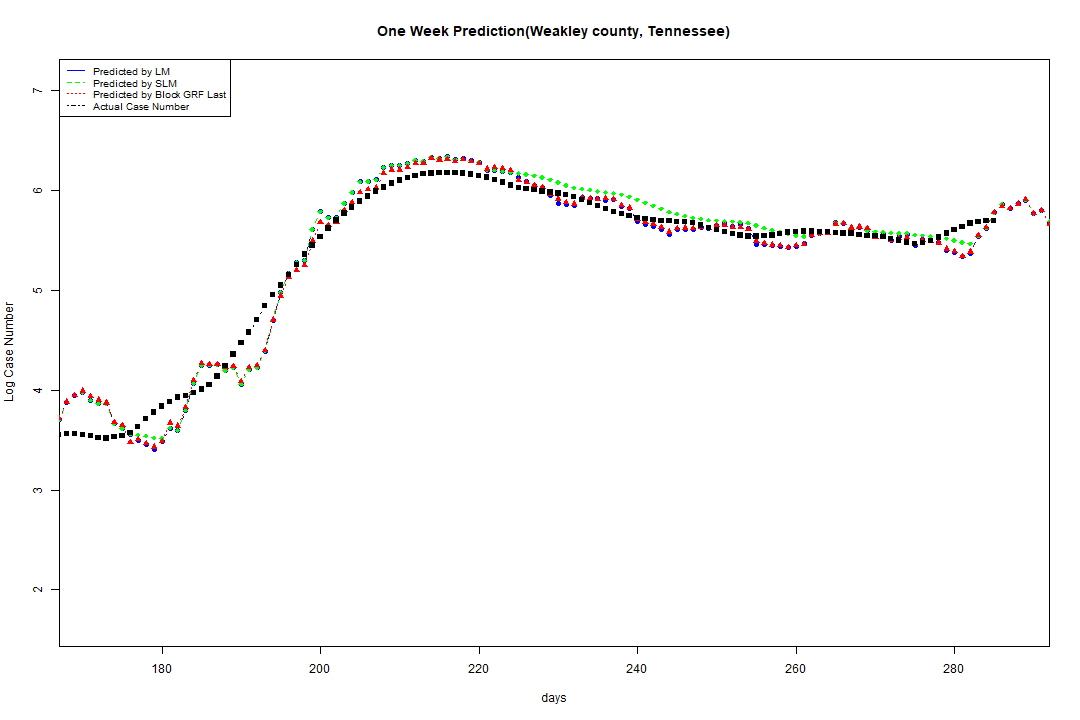 One Week Prediction(Weakley county, Tennessee)
Predicted by LM
Predicted by SLM
Predicted by Block GRF Last
Actual Case Number
7
6
5
4
3
2
Log Case Number
180 200 220 240 260 280
days